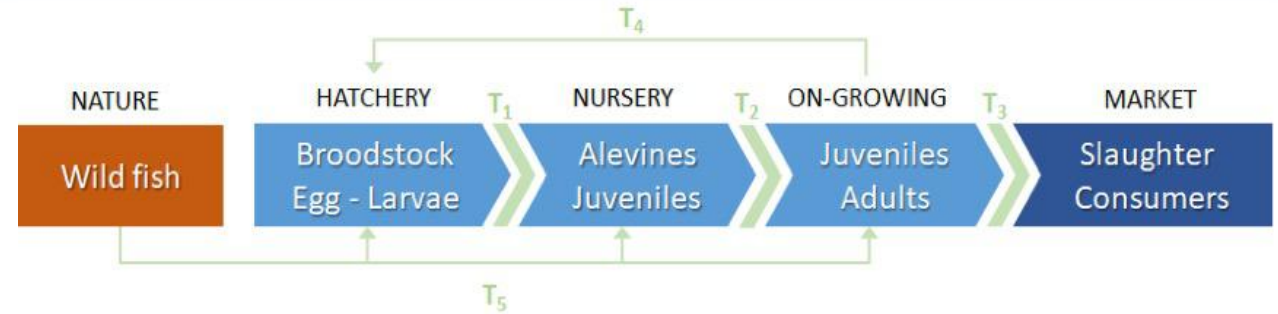 T₄
NATURE
HATCHERY
T₁
NURSERY
T₂
ON-GROWING
T₃
MARKET
Wild fish
Broodstock
Egg - Larvae
Alevines
Juveniles
Juveniles
Adults
Slaughter
Consumers
T₅